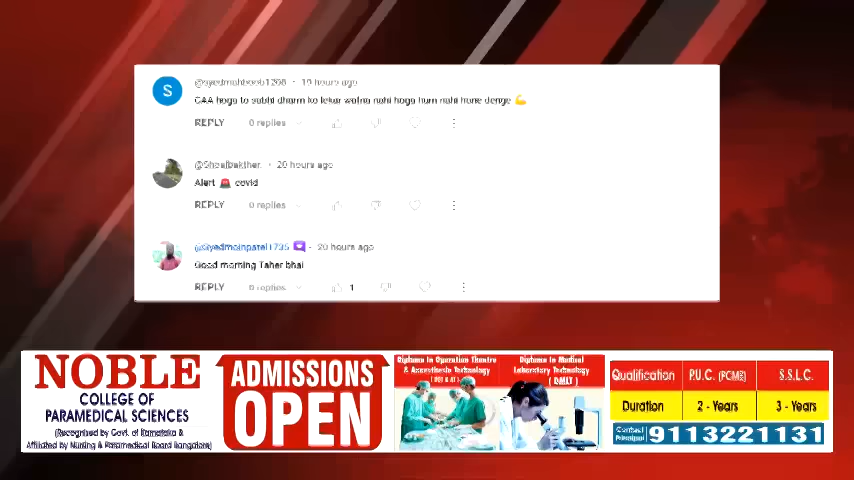 S
@syedmahboob1208 · 19 hours ago
CAA hoga to sabhi dharm ko lekar warna nahi hoga hum nahi hone denge 💪
REPLY 0 replies
@Shoaibakther. · 20 hours ago
Alert 🚨 covid
REPLY 0 replies
@Syedmoinpatel1735 · 20 hours ago
Good morning Taher bhai
REPLY 0 replies 1
NOBLE
COLLEGE OF
PARAMEDICAL SCIENCES
(Recognised by Govt. of Karnataka &
Affiliated by Nursing & Paramedical Board Bangalore)
ADMISSIONS
OPEN
Diploma in Operation Theatre
& Anaesthesia Technology
Diploma in Medical
Laboratory Technology
( DMLT )
Qualification P.U.C. (PCMB) S.S.L.C.
Duration 2 - Years 3 - Years
Contact
Principal 9113221131